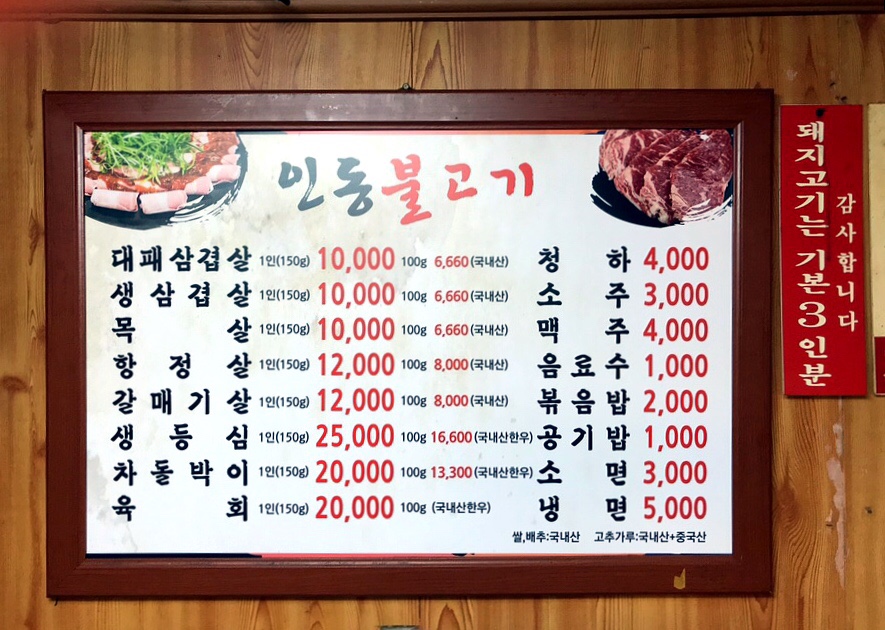 인동불고기
대패삼겹살 1인(150g) 10,000 100g 6,660(국내산)
생삼겹살 1인(150g) 10,000 100g 6,660(국내산)
목살 1인(150g) 10,000 100g 6,660(국내산)
항정살 1인(150g) 12,000 100g 8,000(국내산)
갈매기살 1인(150g) 12,000 100g 8,000(국내산)
생등심 1인(150g) 25,000 100g 16,600(국내산한우)
차돌박이 1인(150g) 20,000 100g 13,300(국내산한우)
육회 1인(150g) 20,000 100g (국내산한우)
청하 4,000
소주 3,000
맥주 4,000
음료수 1,000
볶음밥 2,000
공기밥 1,000
소면 3,000
냉면 5,000
쌀,배추:국내산 고추가루:국내산+중국산
돼지고기는 기본3인분
감사합니다